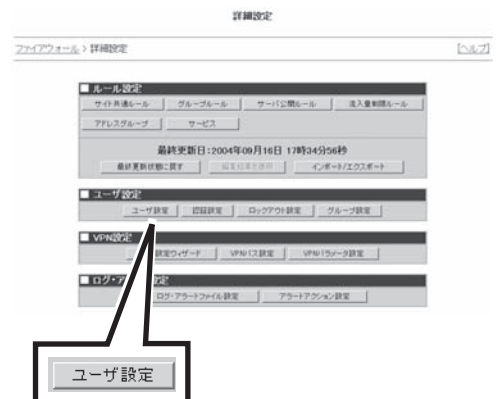 詳細設定
ファイアウォール > 詳細設定 [ヘルプ]
■ ルール設定
サイト共通ルール グループルール サーバ公開ルール 流入量制限ルール
アドレスグループ サービス
最終更新日:2004年09月16日 17時34分56秒
最終更新状態に戻す 編集結果を適用 インポート/エクスポート
■ ユーザ設定
ユーザ設定 認証設定 ロックアウト設定 グループ設定
■ VPN設定
設定ウィザード VPNパス設定 VPNパラメータ設定
■ ログ・ア 定
ログ・アラートファイル設定 アラートアクション設定
ユーザ設定